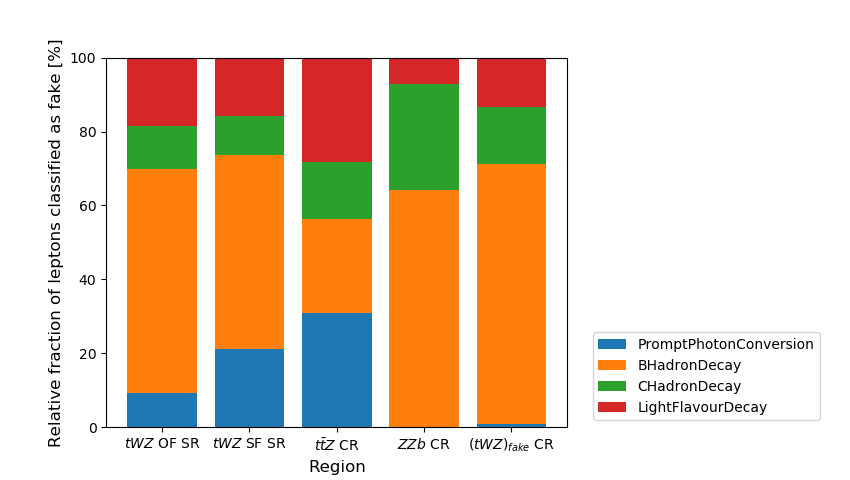 Relative fraction of leptons classified as fake [%]
100
80
60
40
20
0
tWZ OF SR
tWZ SF SR
tt̄Z CR
ZZb CR
(tWZ)fake CR
Region
PromptPhotonConversion
BHadronDecay
CHadronDecay
LightFlavourDecay